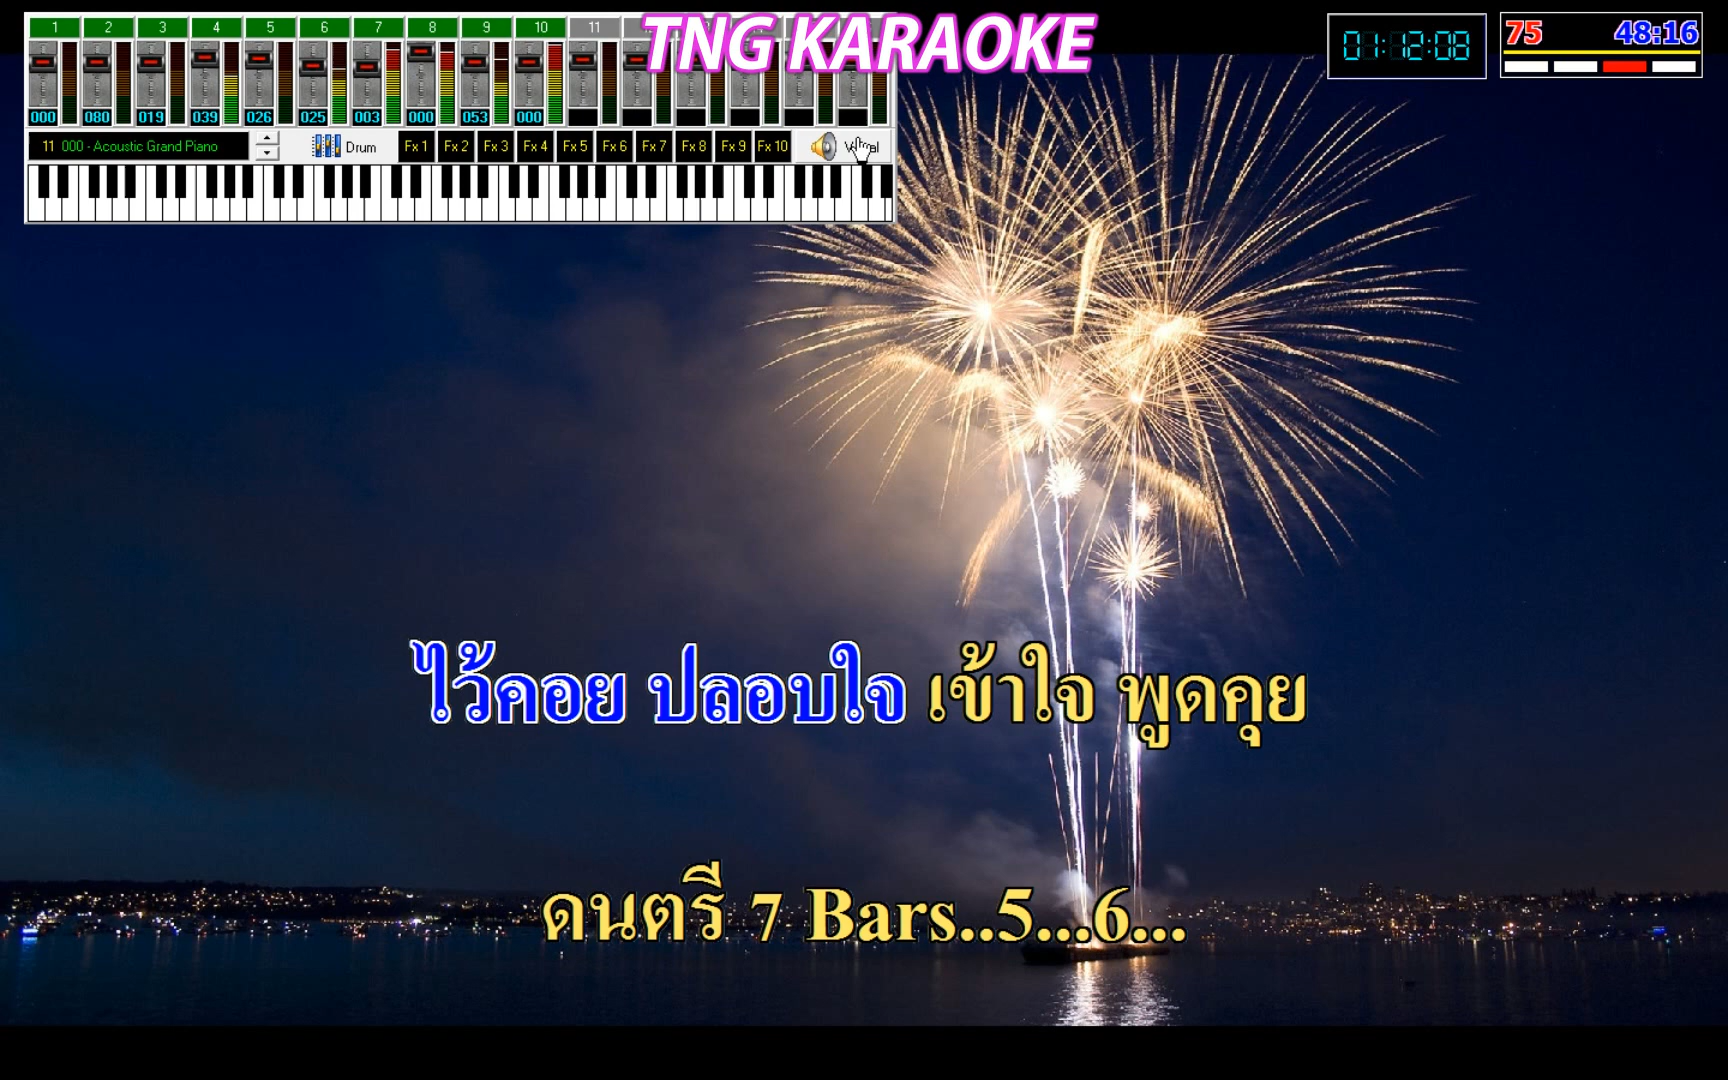 1 2 3 4 5 6 7 8 9 10 11
TNG KARAOKE
01:12:08
75 48:16
000 080 019 039 026 025 003 000 053 000
11 000 - Acoustic Grand Piano
Drum
Fx 1 Fx 2 Fx 3 Fx 4 Fx 5 Fx 6 Fx 7 Fx 8 Fx 9 Fx 10
ไว้คอย ปลอบใจ เข้าใจ พูดคุย
ดนตรี 7 Bars..5...6...